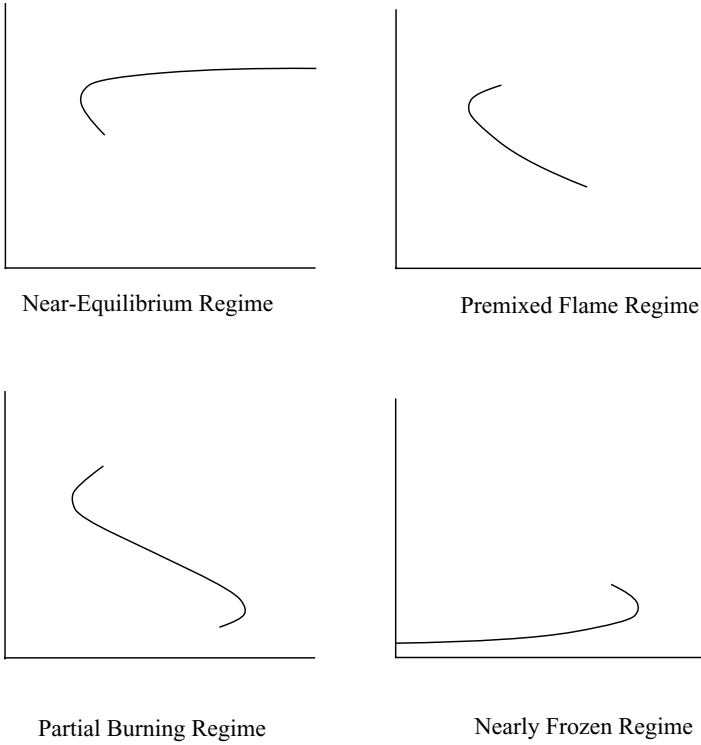 Near-Equilibrium Regime
Premixed Flame Regime
Partial Burning Regime
Nearly Frozen Regime